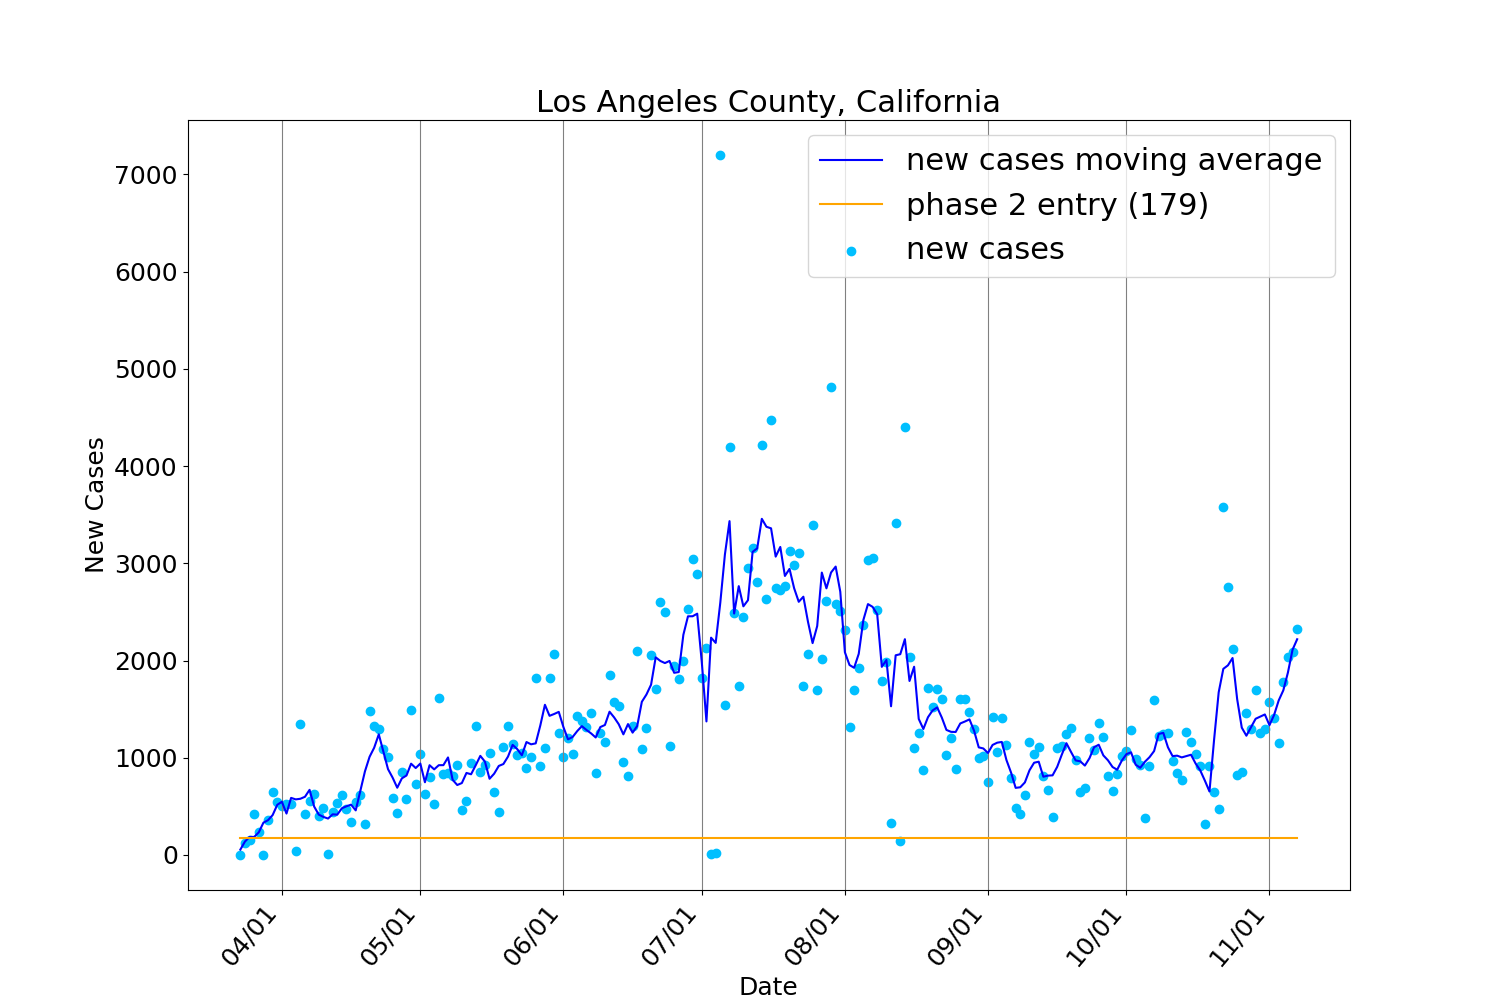 Los Angeles County, California
new cases moving average
phase 2 entry (179)
new cases
New Cases
7000
6000
5000
4000
3000
2000
1000
0
04/01
05/01
06/01
07/01
08/01
09/01
10/01
11/01
Date